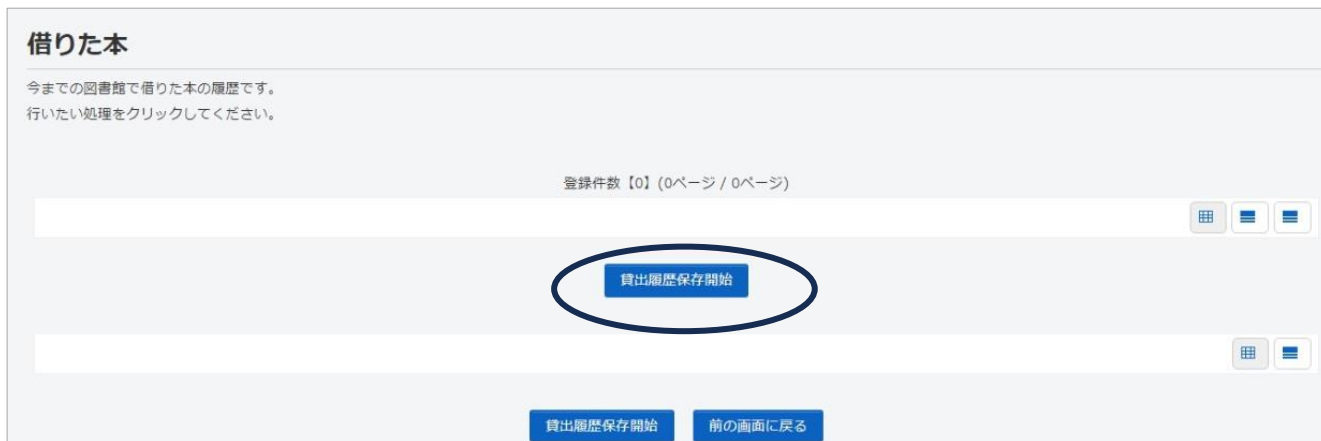 借りた本
今までの図書館で借りた本の履歴です。
行いたい処理をクリックしてください。
登録件数【0】(0ページ / 0ページ)
貸出履歴保存開始
貸出履歴保存開始 前の画面に戻る